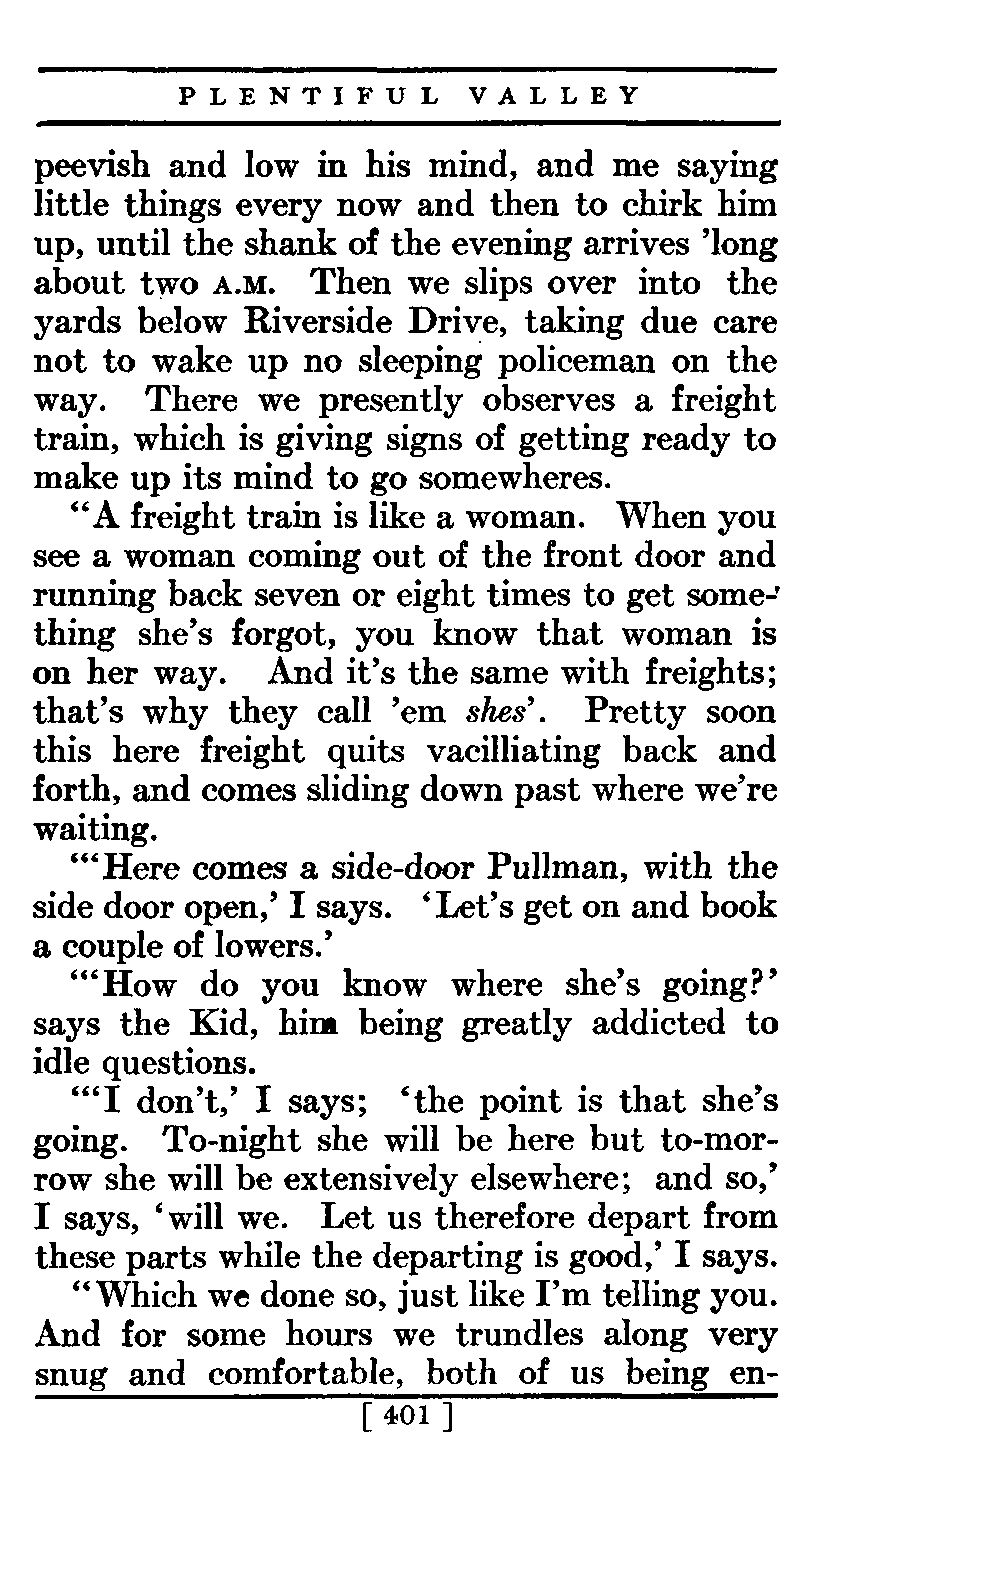 PLENTIFUL VALLEY
peevish and low in his mind, and me saying
little things every now and then to chirk him
up, until the shank of the evening arrives ’long
about two A.M. Then we slips over into the
yards below Riverside Drive, taking due care
not to wake up no sleeping policeman on the
way. There we presently observes a freight
train, which is giving signs of getting ready to
make up its mind to go somewheres.
“A freight train is like a woman. When you
see a woman coming out of the front door and
running back seven or eight times to get some-
thing she’s forgot, you know that woman is
on her way. And it’s the same with freights;
that’s why they call ’em shes’. Pretty soon
this here freight quits vacilliating back and
forth, and comes sliding down past where we’re
waiting.
“‘Here comes a side-door Pullman, with the
side door open,’ I says. ‘Let’s get on and book
a couple of lowers.’
“‘How do you know where she’s going?’
says the Kid, him being greatly addicted to
idle questions.
“‘I don’t,’ I says; ‘the point is that she’s
going. To-night she will be here but to-mor-
row she will be extensively elsewhere; and so,’
I says, ‘will we. Let us therefore depart from
these parts while the departing is good,’ I says.
“Which we done so, just like I’m telling you.
And for some hours we trundles along very
snug and comfortable, both of us being en-
[ 401 ]